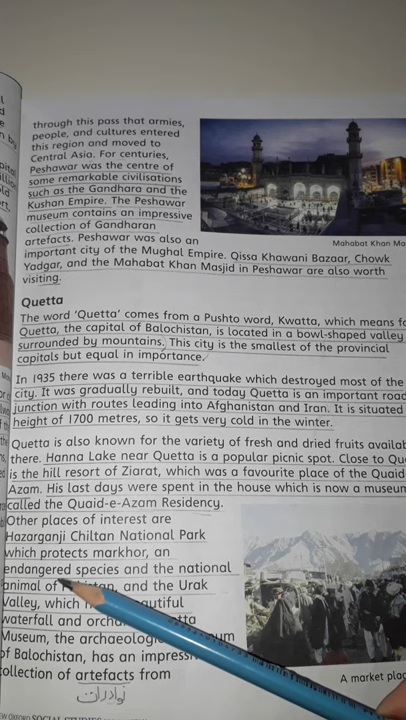 through this pass that armies,
people, and cultures entered
this region and moved to
Central Asia. For centuries,
Peshawar was the centre of
some remarkable civilisations
such as the Gandhara and the
Kushan Empire. The Peshawar
museum contains an impressive
collection of Gandharan
artefacts. Peshawar was also an
important city of the Mughal Empire. Qissa Khawani Bazaar, Chowk
Yadgar, and the Mahabat Khan Masjid in Peshawar are also worth
visiting.
Mahabat Khan Ma
Quetta
The word 'Quetta' comes from a Pushto word, Kwatta, which means fo
Quetta, the capital of Balochistan, is located in a bowl-shaped valley
surrounded by mountains. This city is the smallest of the provincial
capitals but equal in importance.
In 1935 there was a terrible earthquake which destroyed most of the
city. It was gradually rebuilt, and today Quetta is an important road
junction with routes leading into Afghanistan and Iran. It is situated
height of 1700 metres, so it gets very cold in the winter.
Quetta is also known for the variety of fresh and dried fruits availab
there. Hanna Lake near Quetta is a popular picnic spot. Close to Que
is the hill resort of Ziarat, which was a favourite place of the Quaid
Azam. His last days were spent in the house which is now a museum
called the Quaid-e-Azam Residency.
Other places of interest are
Hazarganji Chiltan National Park
which protects markhor, an
endangered species and the national
animal of and the Urak
Valley, which
waterfall and
Museum, the
of Balochistan, has an
collection of artefacts from
A market plac